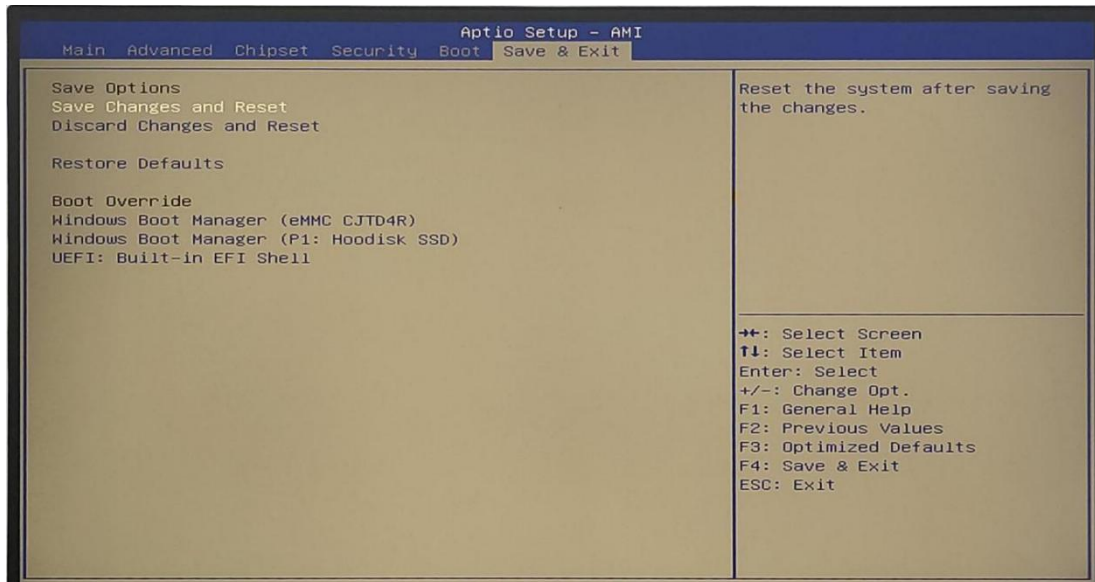 Aptio Setup – AMI
Main Advanced Chipset Security Boot Save & Exit
Save Options
Save Changes and Reset
Discard Changes and Reset
Restore Defaults
Boot Override
Windows Boot Manager (eMMC CJTD4R)
Windows Boot Manager (P1: Hoodisk SSD)
UEFI: Built-in EFI Shell
Reset the system after saving
the changes.
→←: Select Screen
↑↓: Select Item
Enter: Select
+/-: Change Opt.
F1: General Help
F2: Previous Values
F3: Optimized Defaults
F4: Save & Exit
ESC: Exit